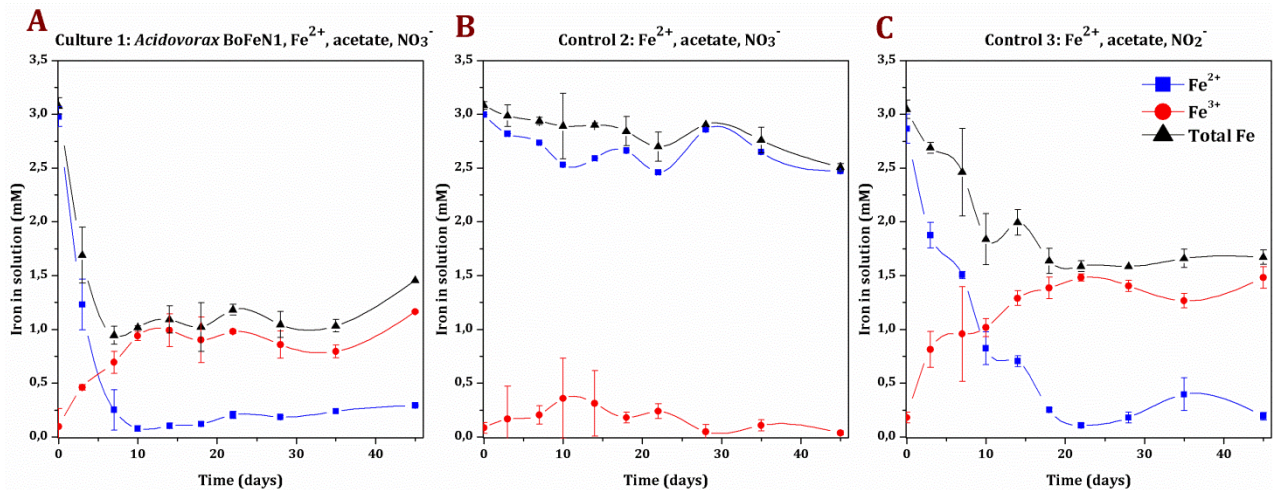 A
Culture 1: Acidovorax BoFeN1, Fe²⁺, acetate, NO₃⁻
3,5
3,0
2,5
2,0
1,5
1,0
0,5
0,0
Iron in solution (mM)
0 10 20 30 40
Time (days)
B
Control 2: Fe²⁺, acetate, NO₃⁻
3,5
3,0
2,5
2,0
1,5
1,0
0,5
0,0
Iron in solution (mM)
0 10 20 30 40
Time (days)
C
Control 3: Fe²⁺, acetate, NO₂⁻
3,5
3,0
2,5
2,0
1,5
1,0
0,5
0,0
Iron in solution (mM)
Fe²⁺
Fe³⁺
Total Fe
0 10 20 30 40
Time (days)